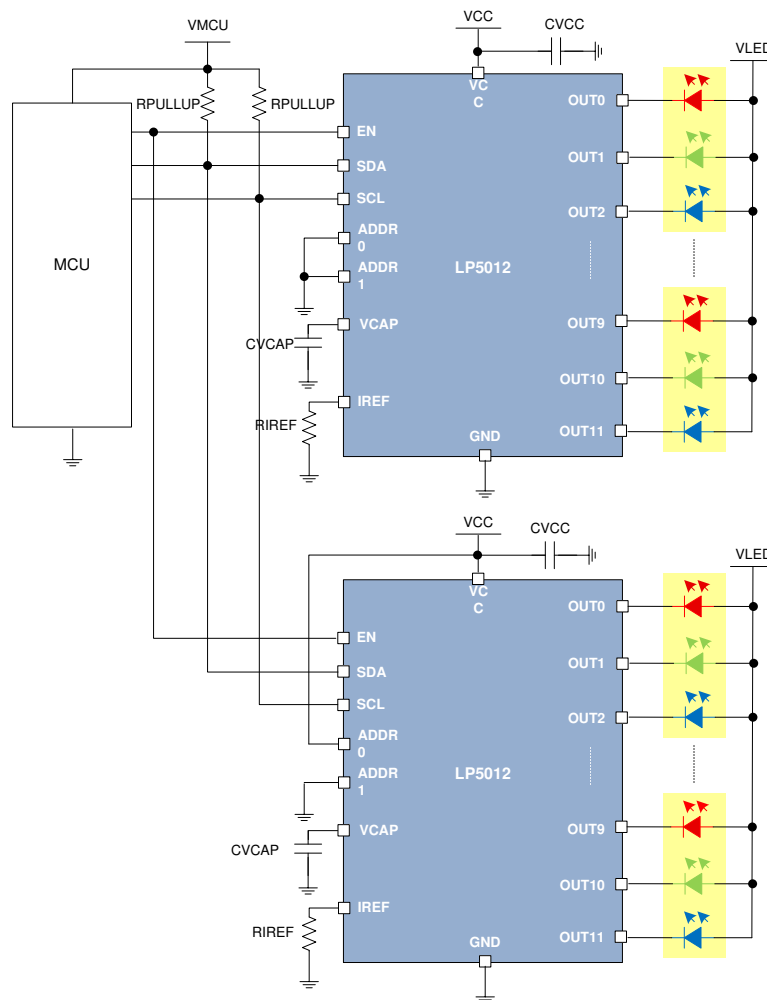 VMCU
RPULLUP
RPULLUP
MCU
VCC
CVCC
VLED
VC
C
EN
SDA
SCL
ADDR
0
ADDR
1
VCAP
IREF
CVCAP
RIREF
LP5012
GND
OUT0
OUT1
OUT2
OUT9
OUT10
OUT11
VCC
CVCC
VLED
VC
C
EN
SDA
SCL
ADDR
0
ADDR
1
VCAP
IREF
CVCAP
RIREF
LP5012
GND
OUT0
OUT1
OUT2
OUT9
OUT10
OUT11